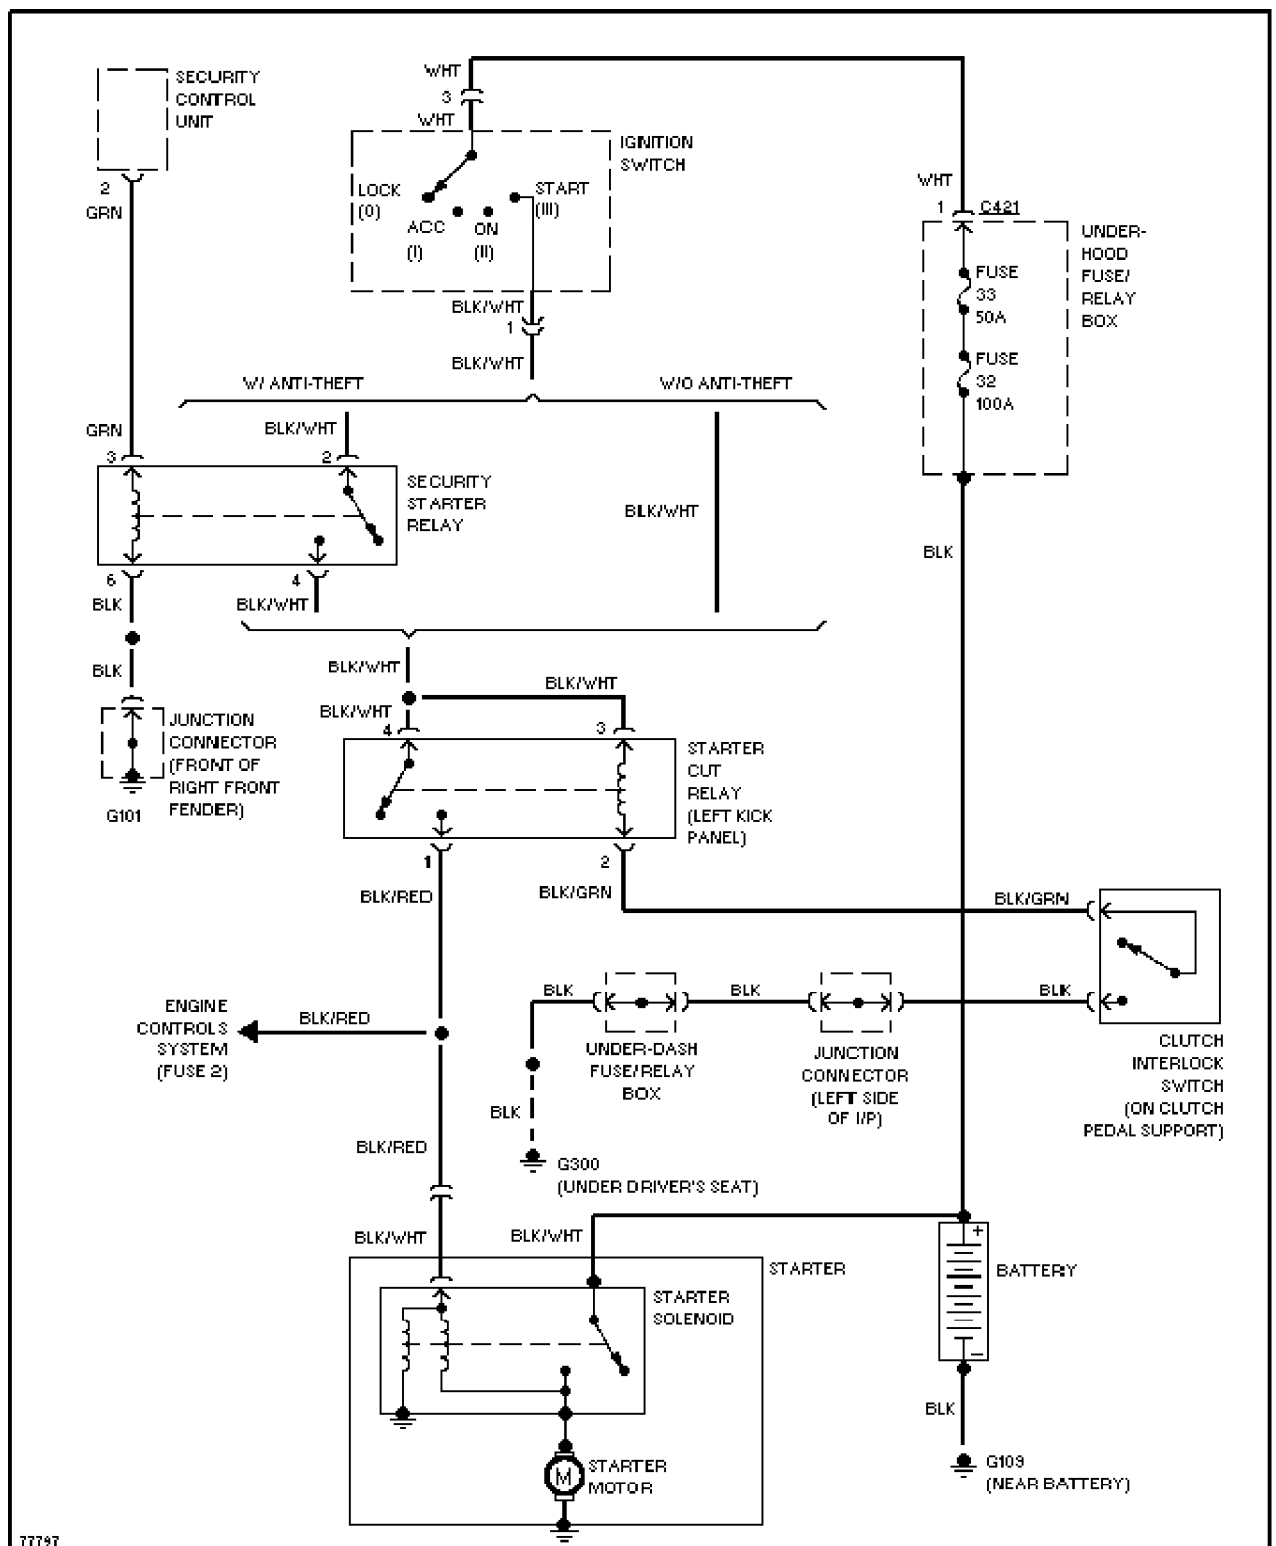 WHT
3
WHT
SECURITY
CONTROL
UNIT
2
GRN
IGNITION
SWITCH
LOCK
(0)
ACC
(I)
ON
(II)
START
(III)
BLK/WHT
1
BLK/WHT
WHT
1 C421
UNDER-
HOOD
FUSE/
RELAY
BOX
FUSE
33
50A
FUSE
32
100A
W/ ANTI-THEFT
W/O ANTI-THEFT
GRN
3
BLK/WHT
2
SECURITY
STARTER
RELAY
BLK/WHT
BLK
6
BLK
4
BLK/WHT
BLK
JUNCTION
CONNECTOR
(FRONT OF
RIGHT FRONT
FENDER)
G101
BLK/WHT
BLK/WHT
BLK/WHT
4
3
STARTER
CUT
RELAY
(LEFT KICK
PANEL)
1
2
BLK/RED
BLK/GRN
BLK/GRN
BLK
BLK
BLK
ENGINE
CONTROLS
SYSTEM
(FUSE 2)
BLK/RED
UNDER-DASH
FUSE/RELAY
BOX
JUNCTION
CONNECTOR
(LEFT SIDE
OF I/P)
CLUTCH
INTERLOCK
SWITCH
(ON CLUTCH
PEDAL SUPPORT)
BLK
BLK/RED
G300
(UNDER DRIVER'S SEAT)
BLK/WHT
BLK/WHT
STARTER
STARTER
SOLENOID
+
BATTERY
–
BLK
G109
(NEAR BATTERY)
M
STARTER
MOTOR
77797